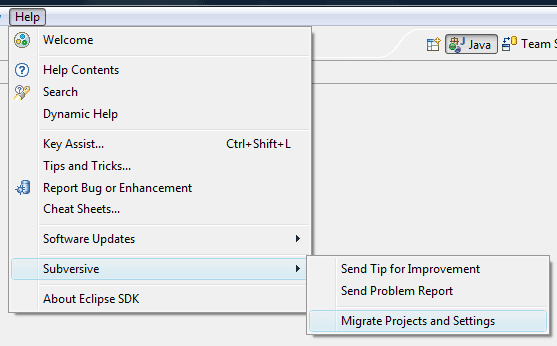 Help
Welcome
Java
Team S
Help Contents
Search
Dynamic Help
Key Assist... Ctrl+Shift+L
Tips and Tricks...
Report Bug or Enhancement
Cheat Sheets...
Software Updates
Subversive
Send Tip for Improvement
Send Problem Report
About Eclipse SDK
Migrate Projects and Settings